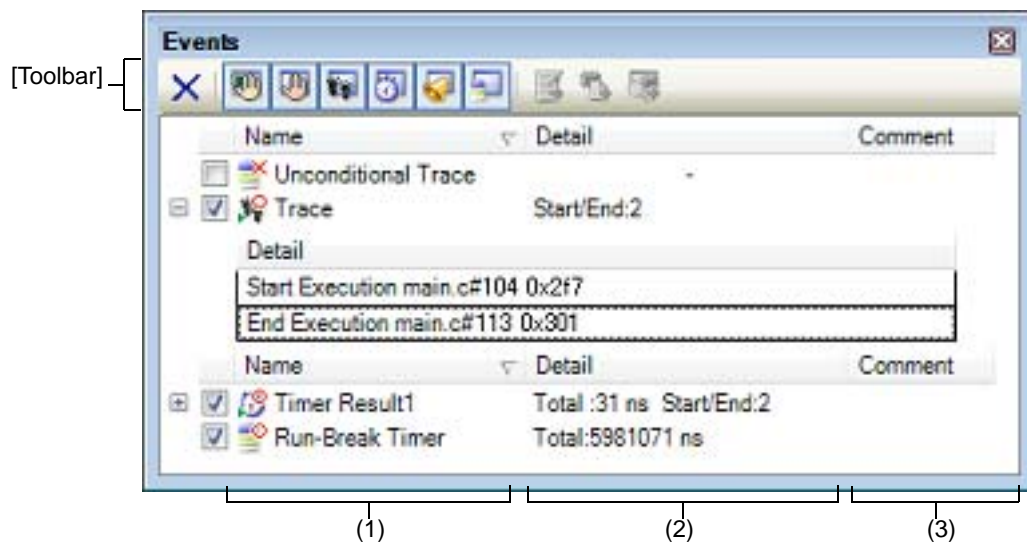 Events
[Toolbar]
Name Detail Comment
Unconditional Trace -
Trace Start/End:2
Detail
Start Execution main.c#104 0x2f7
End Execution main.c#113 0x301
Name Detail Comment
Timer Result1 Total :31 ns Start/End:2
Run-Break Timer Total:5981071 ns
(1) (2) (3)